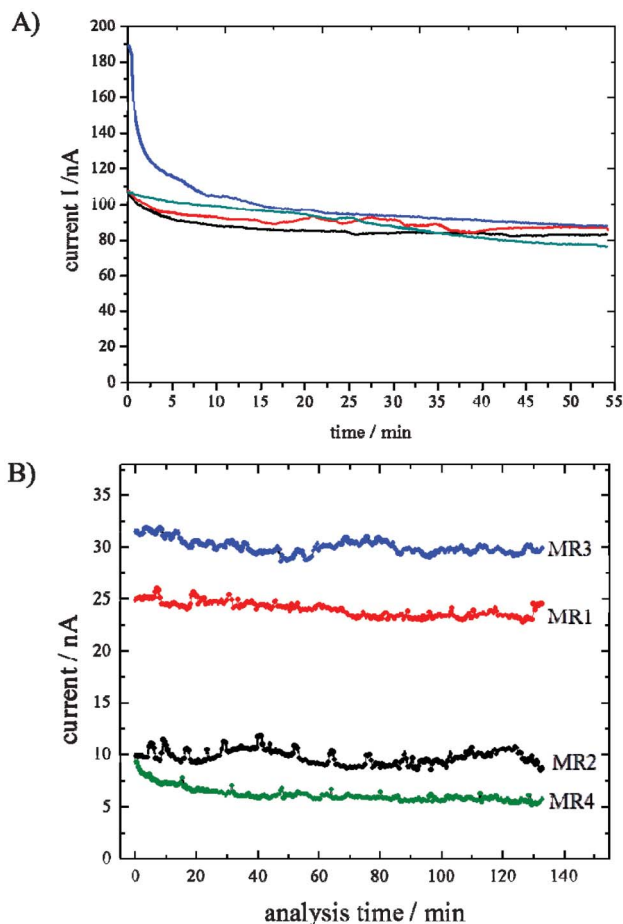 A)
200
180
160
140
120
100
80
60
40
20
0
current I /nA
0 5 10 15 20 25 30 35 40 45 50 55
time / min
B)
35
30
25
20
15
10
5
0
current / nA
MR3
MR1
MR2
MR4
0 20 40 60 80 100 120 140
analysis time / min